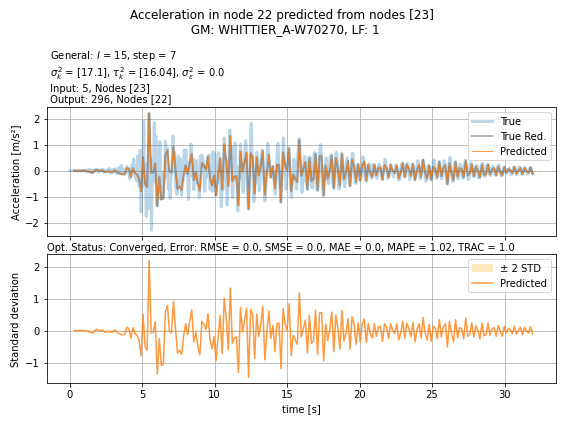 Acceleration in node 22 predicted from nodes [23]
GM: WHITTIER_A-W70270, LF: 1
General: l = 15, step = 7
σ²ₖ = [17.1], τ²ₖ = [16.04], σ²ε = 0.0
Input: 5, Nodes [23]
Output: 296, Nodes [22]
Acceleration [m/s²]
2
1
0
−1
−2
True
True Red.
Predicted
Opt. Status: Converged, Error: RMSE = 0.0, SMSE = 0.0, MAE = 0.0, MAPE = 1.02, TRAC = 1.0
Standard deviation
2
1
0
−1
± 2 STD
Predicted
0 5 10 15 20 25 30
time [s]